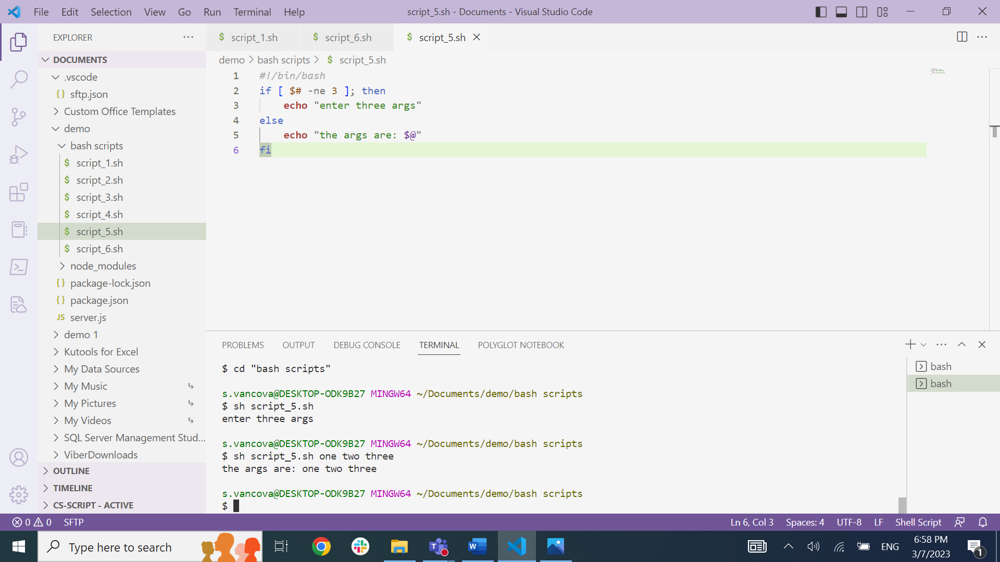 File Edit Selection View Go Run Terminal Help script_5.sh - Documents - Visual Studio Code
EXPLORER
DOCUMENTS
.vscode
{} sftp.json
Custom Office Templates
demo
bash scripts
$ script_1.sh
$ script_2.sh
$ script_3.sh
$ script_4.sh
$ script_5.sh
$ script_6.sh
node_modules
{} package-lock.json
{} package.json
JS server.js
demo 1
Kutools for Excel
My Data Sources
My Music
My Pictures
My Videos
SQL Server Management Stud...
ViberDownloads
OUTLINE
TIMELINE
CS-SCRIPT - ACTIVE
$ script_1.sh $ script_6.sh $ script_5.sh
demo > bash scripts > $ script_5.sh
1 #!/bin/bash
2 if [ $# -ne 3 ]; then
3 echo "enter three args"
4 else
5 echo "the args are: $@"
6 fi
PROBLEMS OUTPUT DEBUG CONSOLE TERMINAL POLYGLOT NOTEBOOK
$ cd "bash scripts"
s.vancova@DESKTOP-ODK9B27 MINGW64 ~/Documents/demo/bash scripts
$ sh script_5.sh
enter three args
s.vancova@DESKTOP-ODK9B27 MINGW64 ~/Documents/demo/bash scripts
$ sh script_5.sh one two three
the args are: one two three
s.vancova@DESKTOP-ODK9B27 MINGW64 ~/Documents/demo/bash scripts
$
bash
bash
0 0 SFTP Ln 6, Col 3 Spaces: 4 UTF-8 LF Shell Script
Type here to search
ENG
6:58 PM
3/7/2023
1